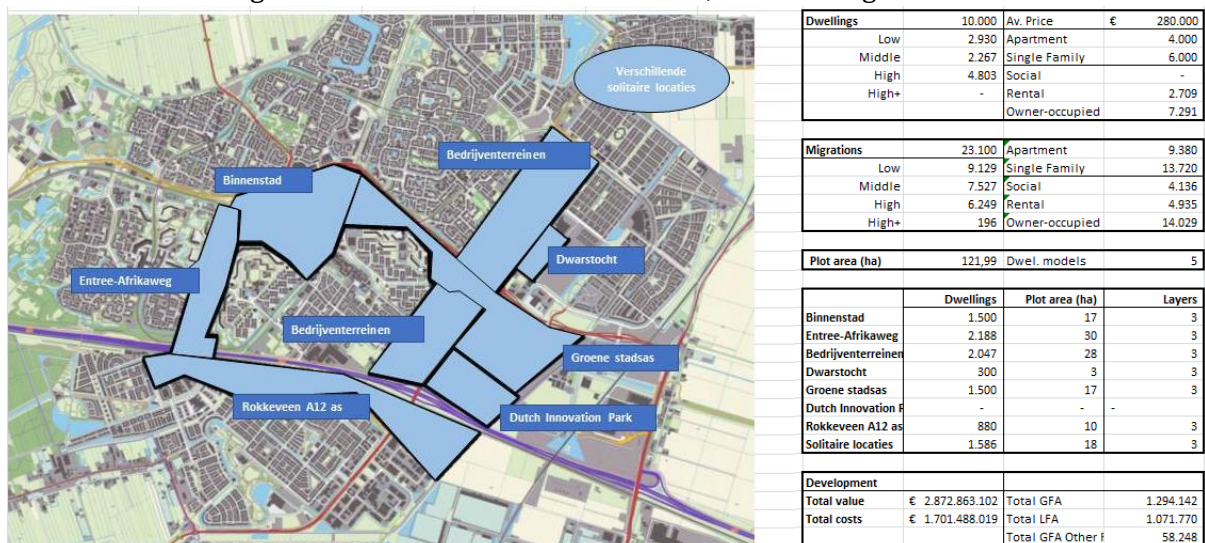 Verschillende
solitaire locaties
Bedrijventerreinen
Binnenstad
Dwarstocht
Entree-Afrikaweg
Bedrijventerreinen
Groene stadsas
Rokkeveen A12 as
Dutch Innovation Park
Dwellings 10.000 Av. Price € 280.000
Low 2.930 Apartment 4.000
Middle 2.267 Single Family 6.000
High 4.803 Social -
High+ - Rental 2.709
Owner-occupied 7.291
Migrations 23.100 Apartment 9.380
Low 9.129 Single Family 13.720
Middle 7.527 Social 4.136
High 6.249 Rental 4.935
High+ 196 Owner-occupied 14.029
Plot area (ha) 121,99 Dwel. models 5
Dwellings Plot area (ha) Layers
Binnenstad 1.500 17 3
Entree-Afrikaweg 2.188 30 3
Bedrijventerreinen 2.047 28 3
Dwarstocht 300 3 3
Groene stadsas 1.500 17 3
Dutch Innovation P - - -
Rokkeveen A12 as 880 10 3
Solitaire locaties 1.586 18 3
Development
Total value € 2.872.863.102 Total GFA 1.294.142
Total costs € 1.701.488.019 Total LFA 1.071.770
Total GFA Other F 58.248